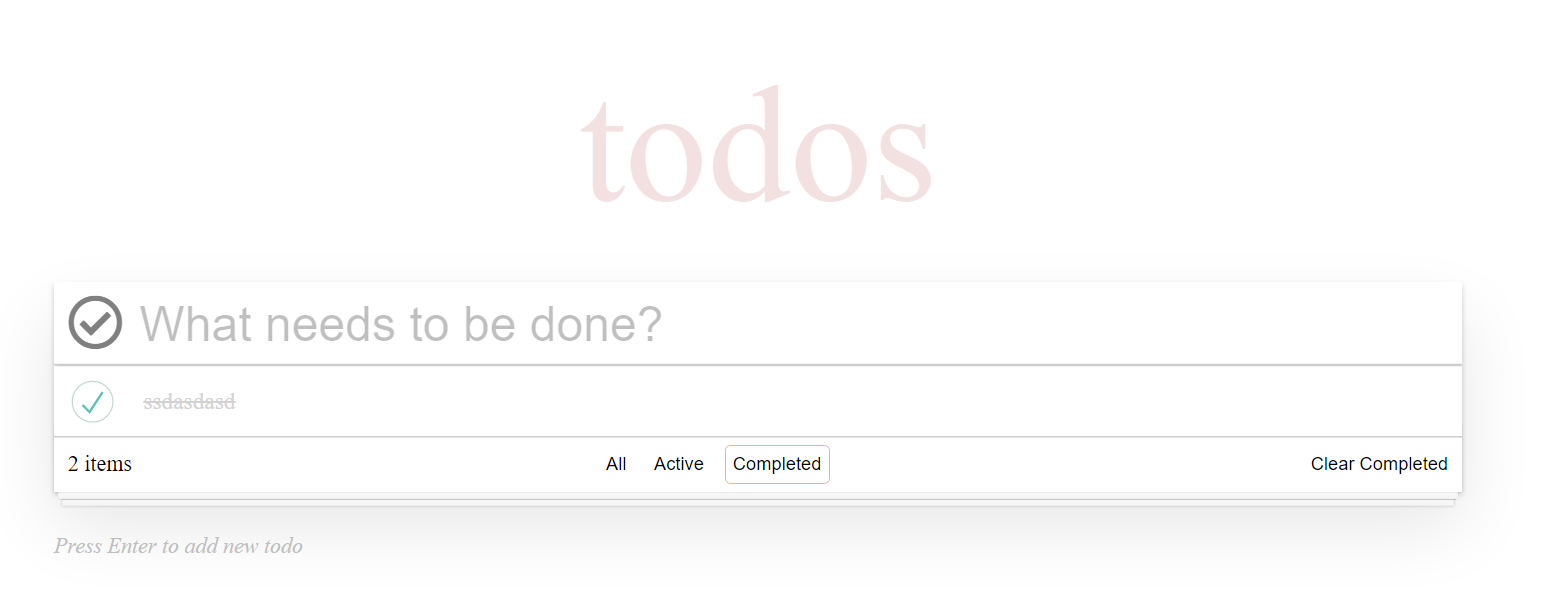 todos
What needs to be done?
ssdasdasd
2 items All Active Completed Clear Completed
Press Enter to add new todo